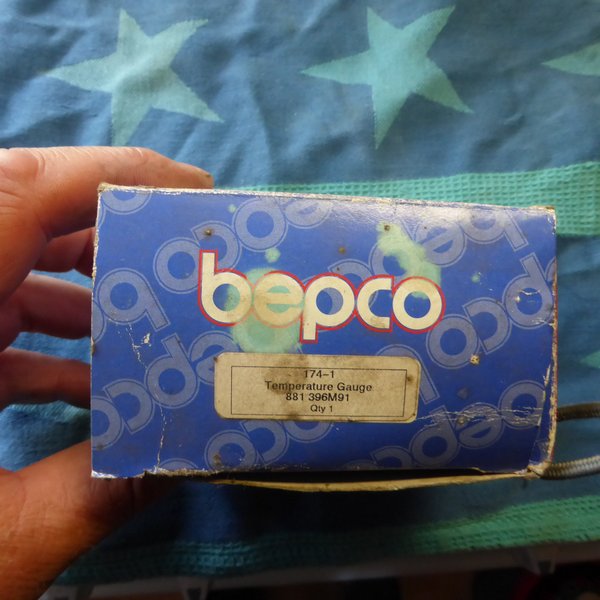 bepco
174-1
Temperature Gauge
881 396M91
Qty 1